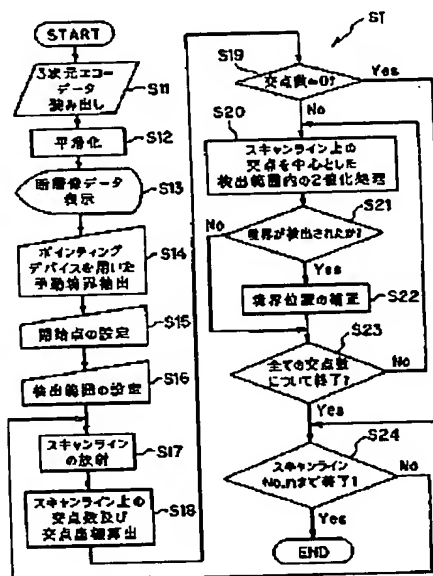 START
3次元エコー
データ
読み出し
S11
平滑化
S12
断層像データ
表示
S13
ポインティング
デバイスを用いた
手動境界抽出
S14
開始点の設定
S15
検出範囲の設定
S16
スキャンライン
の放射
S17
スキャンライン上の
交点数及び
交点座標算出
S18
ST
S19
交点数=0?
Yes
No
S20
スキャンライン上の
交点を中心とした
検出範囲内の2値化処理
S21
境界が検出されたか?
No
Yes
境界位置の補正
S22
S23
全ての交点数
について終了?
No
Yes
S24
スキャンライン
No.nまで終了?
No
Yes
END